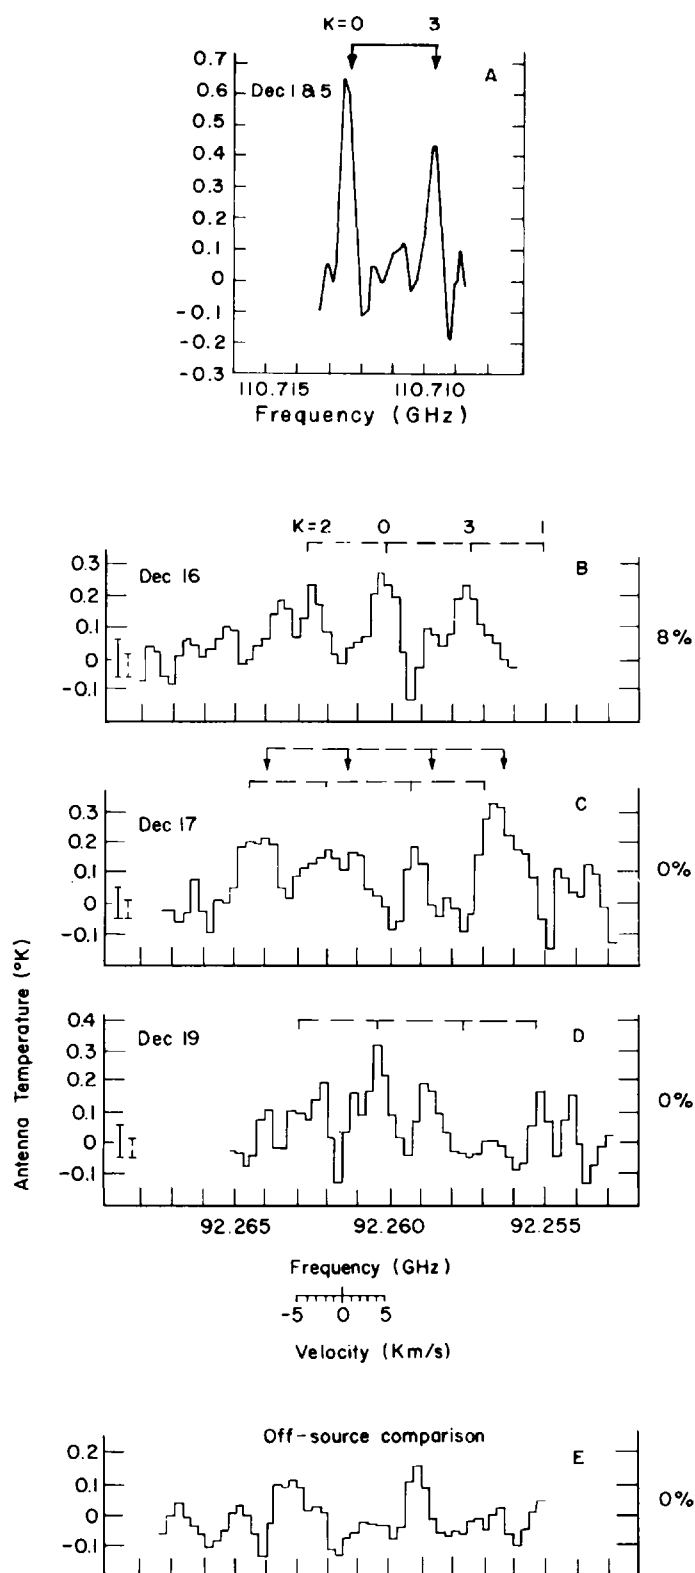 K=0 3
A
Dec 1 & 5
0.7
0.6
0.5
0.4
0.3
0.2
0.1
0
-0.1
-0.2
-0.3
110.715 110.710
Frequency (GHz)
K=2 0 3 1
B
Dec 16
0.3
0.2
0.1
0
-0.1
8%
C
Dec 17
0.3
0.2
0.1
0
-0.1
0%
D
Dec 19
0.4
0.3
0.2
0.1
0
-0.1
0%
Antenna Temperature (°K)
92.265 92.260 92.255
Frequency (GHz)
-5 0 5
Velocity (Km/s)
Off-source comparison
E
0.2
0.1
0
-0.1
0%